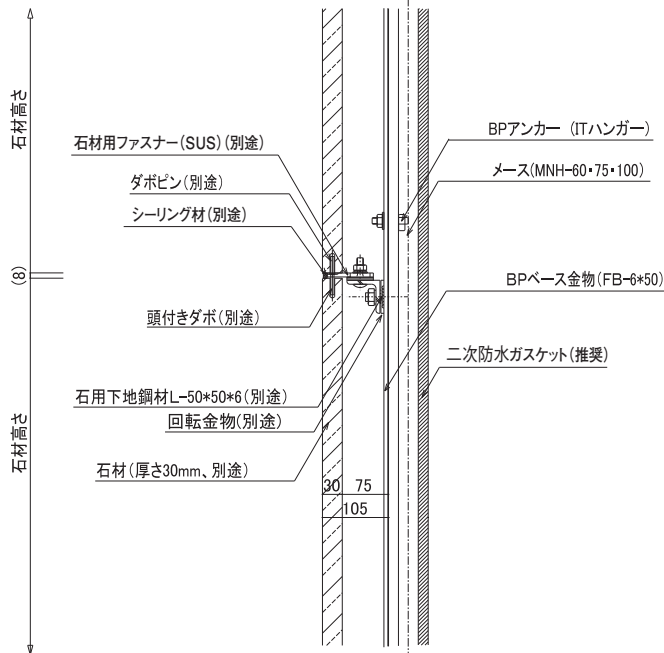 石材高さ
BPアンカー (ITハンガー)
石材用ファスナー(SUS)(別途)
メース(MNH-60・75・100)
ダボピン(別途)
シーリング材(別途)
(8)
BPベース金物(FB-6*50)
頭付きダボ(別途)
二次防水ガスケット(推奨)
石用下地鋼材L-50*50*6(別途)
回転金物(別途)
石材高さ
石材(厚さ30mm、別途)
30 75
105